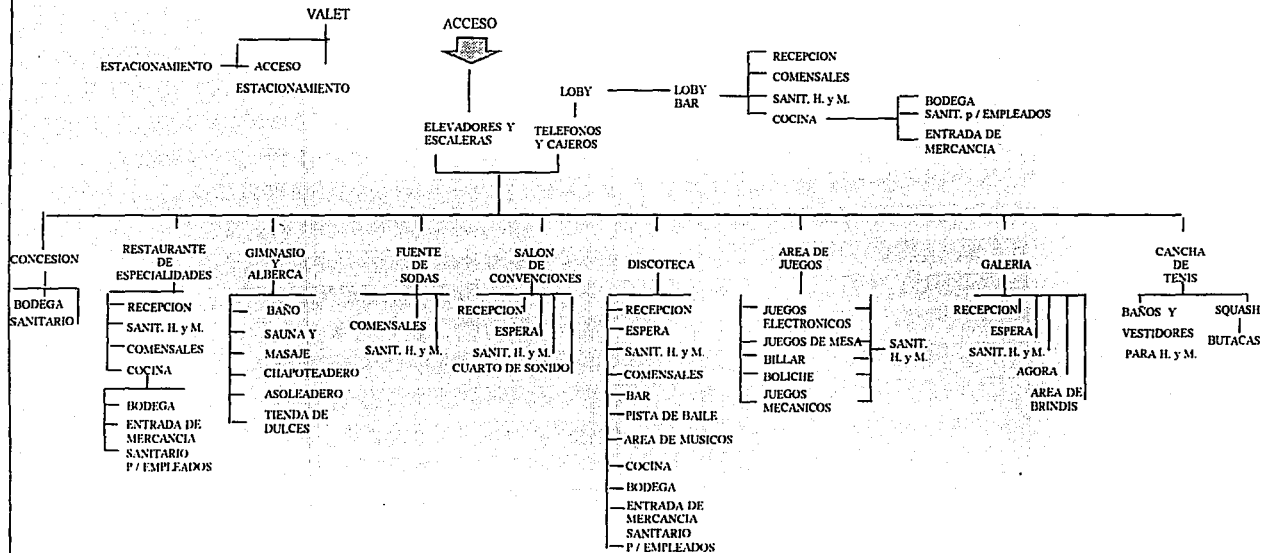 VALET
ACCESO
ESTACIONAMIENTO
ACCESO
ESTACIONAMIENTO
ELEVADORES Y
ESCALERAS
LOBY
TELEFONOS
Y CAJEROS
LOBY
BAR
RECEPCION
COMENSALES
SANIT. H. y M.
COCINA
BODEGA
SANIT. p / EMPLEADOS
ENTRADA DE
MERCANCIA
CONCESION
BODEGA
SANITARIO
RESTAURANTE
DE
ESPECIALIDADES
RECEPCION
SANIT. H. y M.
COMENSALES
COCINA
BODEGA
ENTRADA DE
MERCANCIA
SANITARIO
P / EMPLEADOS
GIMNASIO
Y
ALBERCA
BAÑO
SAUNA Y
MASAJE
CHAPOTEADERO
ASOLEADERO
TIENDA DE
DULCES
FUENTE
DE
SODAS
COMENSALES
SANIT. H. y M.
SALON
DE
CONVENCIONES
RECEPCION
ESPERA
SANIT. H. y M.
CUARTO DE SONIDO
DISCOTECA
RECEPCION
ESPERA
SANIT. H. y M.
COMENSALES
BAR
PISTA DE BAILE
AREA DE MUSICOS
COCINA
BODEGA
ENTRADA DE
MERCANCIA
SANITARIO
P / EMPLEADOS
AREA DE
JUEGOS
JUEGOS
ELECTRONICOS
JUEGOS DE MESA
BILLAR
BOLICHE
JUEGOS
MECANICOS
SANIT.
H. y M.
GALERIA
RECEPCION
ESPERA
SANIT. H. y M.
AGORA
AREA DE
BRINDIS
CANCHA
DE
TENIS
BAÑOS Y
VESTIDORES
PARA H. y M.
SQUASH
BUTACAS